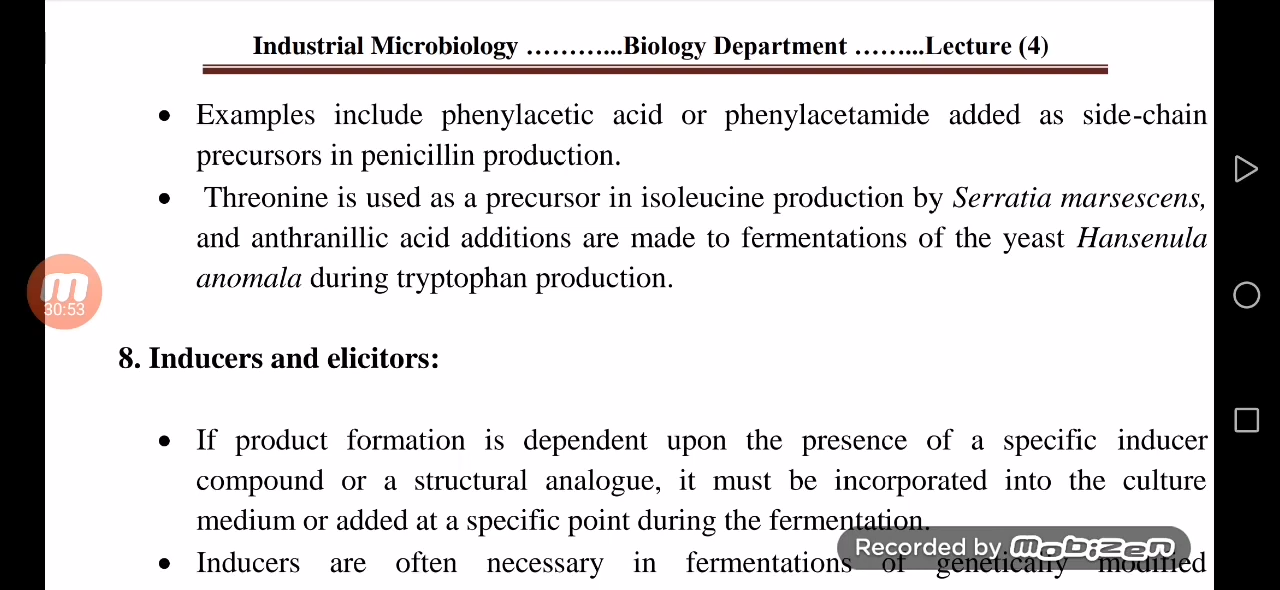 Industrial Microbiology ………...Biology Department ……...Lecture (4)
• Examples include phenylacetic acid or phenylacetamide added as side-chain
precursors in penicillin production.
• Threonine is used as a precursor in isoleucine production by Serratia marsescens,
and anthranillic acid additions are made to fermentations of the yeast Hansenula
anomala during tryptophan production.
30:53
8. Inducers and elicitors:
• If product formation is dependent upon the presence of a specific inducer
compound or a structural analogue, it must be incorporated into the culture
medium or added at a specific point during the fermentation.
Recorded by mobizen
• Inducers are often necessary in fermentations of genetically modified